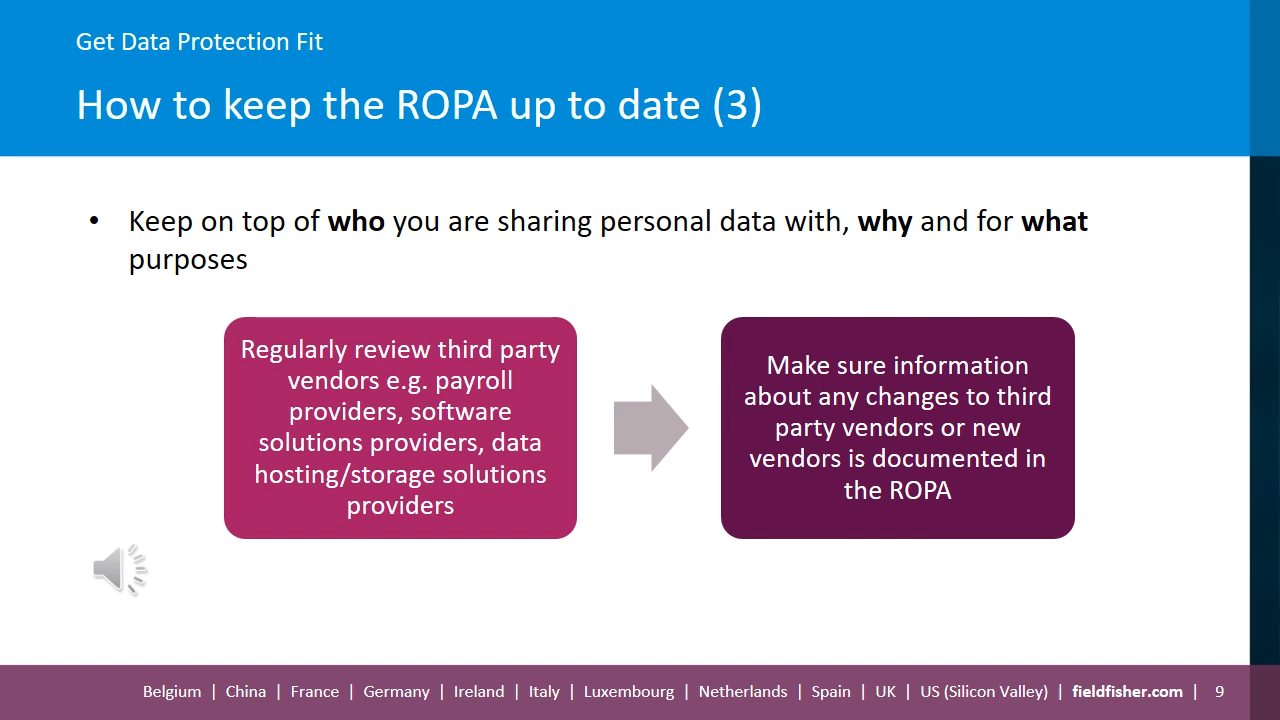 Get Data Protection Fit
How to keep the ROPA up to date (3)
• Keep on top of who you are sharing personal data with, why and for what
purposes
Regularly review third party
vendors e.g. payroll
providers, software
solutions providers, data
hosting/storage solutions
providers
Make sure information
about any changes to third
party vendors or new
vendors is documented in
the ROPA
Belgium | China | France | Germany | Ireland | Italy | Luxembourg | Netherlands | Spain | UK | US (Silicon Valley) | fieldfisher.com | 9